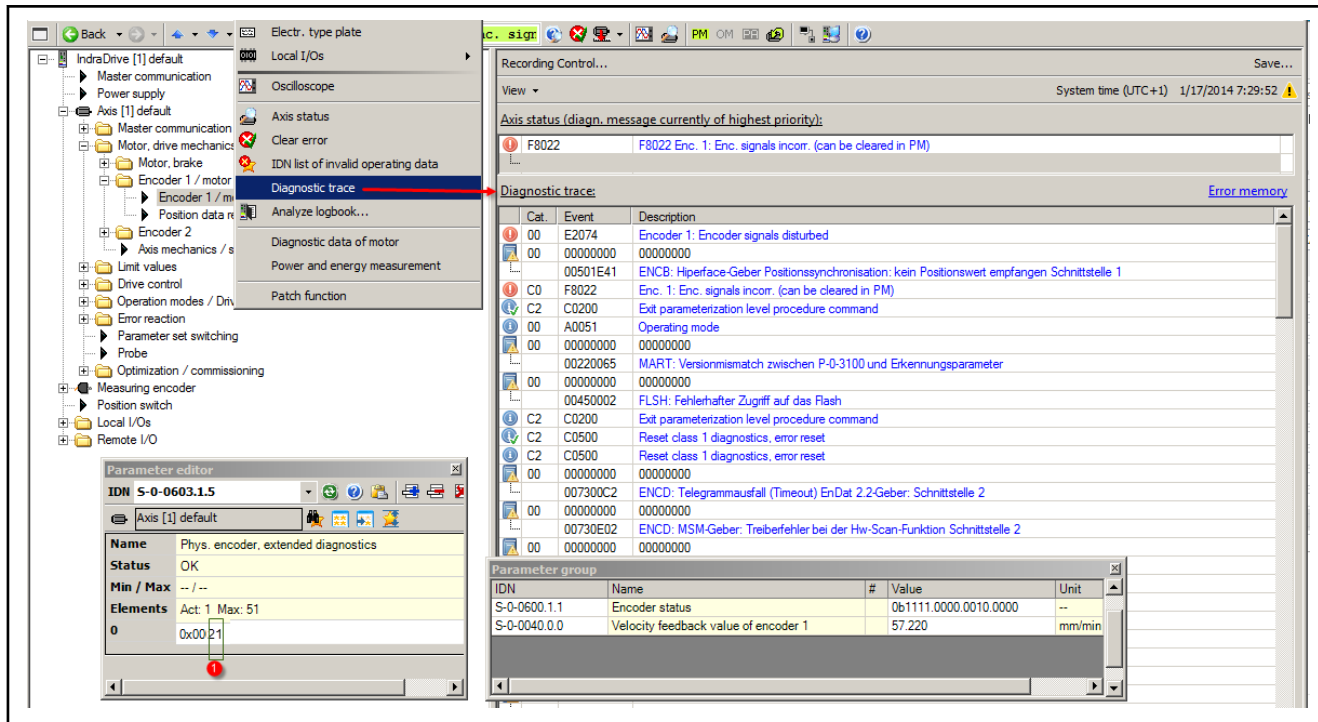 Back
c. sign
PM OM
IndraDrive [1] default
Master communication
Power supply
Axis [1] default
Master communication
Motor, drive mechanics
Motor, brake
Encoder 1 / motor
Encoder 1 / m
Position data re
Encoder 2
Axis mechanics / s
Limit values
Drive control
Operation modes / Driv
Error reaction
Parameter set switching
Probe
Optimization / commissioning
Measuring encoder
Position switch
Local I/Os
Remote I/O
Electr. type plate
Local I/Os
Oscilloscope
Axis status
Clear error
IDN list of invalid operating data
Diagnostic trace
Analyze logbook...
Diagnostic data of motor
Power and energy measurement
Patch function
Recording Control... Save...
View System time (UTC+1) 1/17/2014 7:29:52
Axis status (diagn. message currently of highest priority):
F8022 F8022 Enc. 1: Enc. signals incorr. (can be cleared in PM)
Diagnostic trace: Error memory
Cat. Event Description
00 E2074 Encoder 1: Encoder signals disturbed
00 00000000 00000000
00501E41 ENCB: Hiperface-Geber Positionssynchronisation: kein Positionswert empfangen Schnittstelle 1
C0 F8022 Enc. 1: Enc. signals incorr. (can be cleared in PM)
C2 C0200 Exit parameterization level procedure command
00 A0051 Operating mode
00 00000000 00000000
00220065 MART: Versionmismatch zwischen P-0-3100 und Erkennungsparameter
00 00000000 00000000
00450002 FLSH: Fehlerhafter Zugriff auf das Flash
C2 C0200 Exit parameterization level procedure command
C2 C0500 Reset class 1 diagnostics, error reset
C2 C0500 Reset class 1 diagnostics, error reset
00 00000000 00000000
007300C2 ENCD: Telegrammausfall (Timeout) EnDat 2.2-Geber: Schnittstelle 2
00 00000000 00000000
00730E02 ENCD: MSM-Geber: Treiberfehler bei der Hw-Scan-Funktion Schnittstelle 2
00 00000000 00000000
Parameter editor
IDN S-0-0603.1.5
Axis [1] default
Name Phys. encoder, extended diagnostics
Status OK
Min / Max -- / --
Elements Act: 1 Max: 51
0 0x0021
1
Parameter group
IDN Name # Value Unit
S-0-0600.1.1 Encoder status 0b1111.0000.0010.0000 --
S-0-0040.0.0 Velocity feedback value of encoder 1 57.220 mm/min